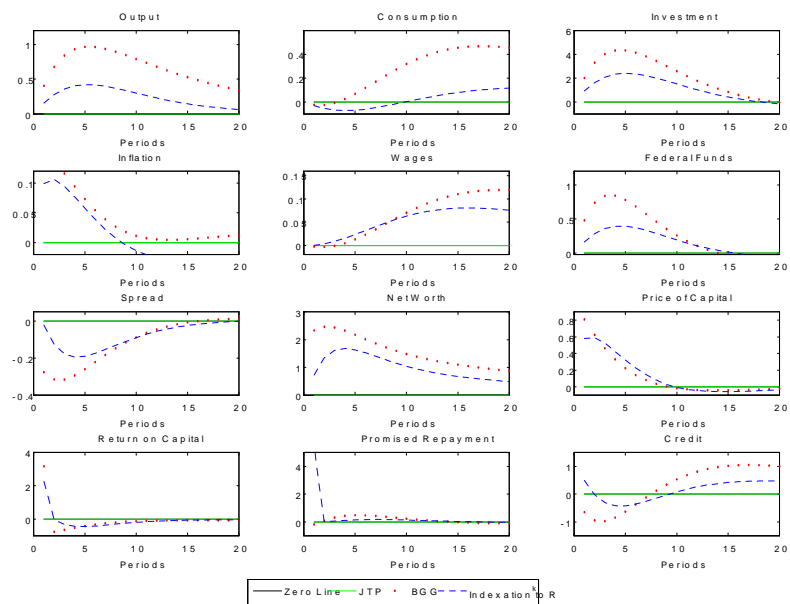 Output
Consumption
Investment
1
0.5
0
0 5 10 15 20
Periods
0.4
0.2
0
0 5 10 15 20
Periods
6
4
2
0
0 5 10 15 20
Periods
Inflation
Wages
Federal Funds
0.1
0.05
0
0 5 10 15 20
Periods
0.15
0.1
0.05
0
0 5 10 15 20
Periods
1
0.5
0
0 5 10 15 20
Periods
Spread
Net Worth
Price of Capital
0
-0.2
-0.4
0 5 10 15 20
Periods
3
2
1
0
0 5 10 15 20
Periods
0.8
0.6
0.4
0.2
0
0 5 10 15 20
Periods
Return on Capital
Promised Repayment
Credit
4
2
0
0 5 10 15 20
Periods
4
2
0
0 5 10 15 20
Periods
1
0
-1
0 5 10 15 20
Periods
Zero Line JTP BGG Indexation to R^k